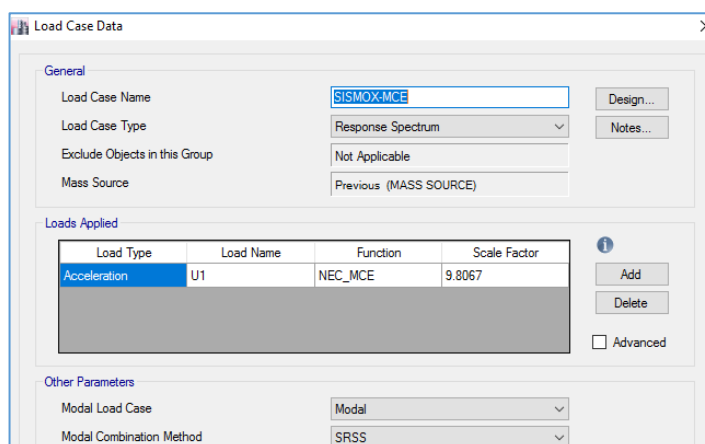 Load Case Data
General
Load Case Name SISMOX-MCE Design...
Load Case Type Response Spectrum Notes...
Exclude Objects in this Group Not Applicable
Mass Source Previous (MASS SOURCE)
Loads Applied
Load Type Load Name Function Scale Factor
Acceleration U1 NEC_MCE 9.8067
Add
Delete
Advanced
Other Parameters
Modal Load Case Modal
Modal Combination Method SRSS